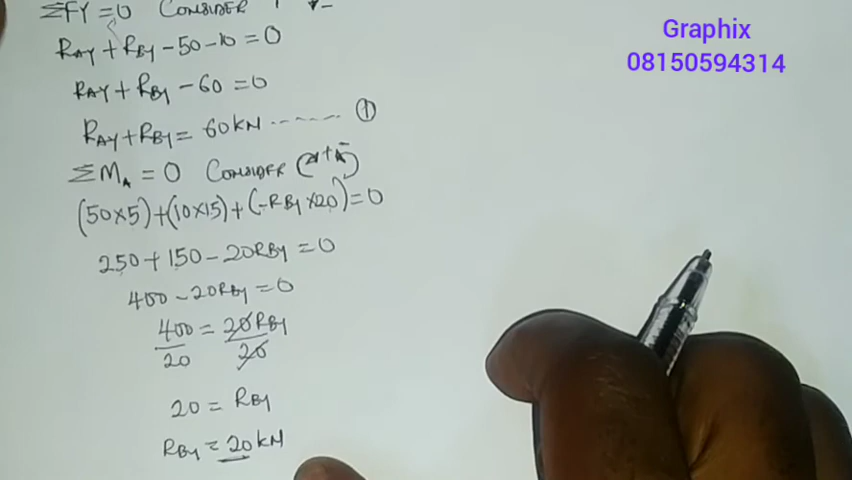 ΣFY = 0 CONSIDER
RAY + RBY - 50 - 10 = 0
RAY + RBY - 60 = 0
RAY + RBY = 60KN ------- ①
ΣMA = 0 CONSIDER
(50×5)+(10×15)+(-RBY×20)=0
250 + 150 - 20RBY = 0
400 - 20RBY = 0
400/20 = 20RBY/20
20 = RBY
RBY = 20KN
Graphix
08150594314